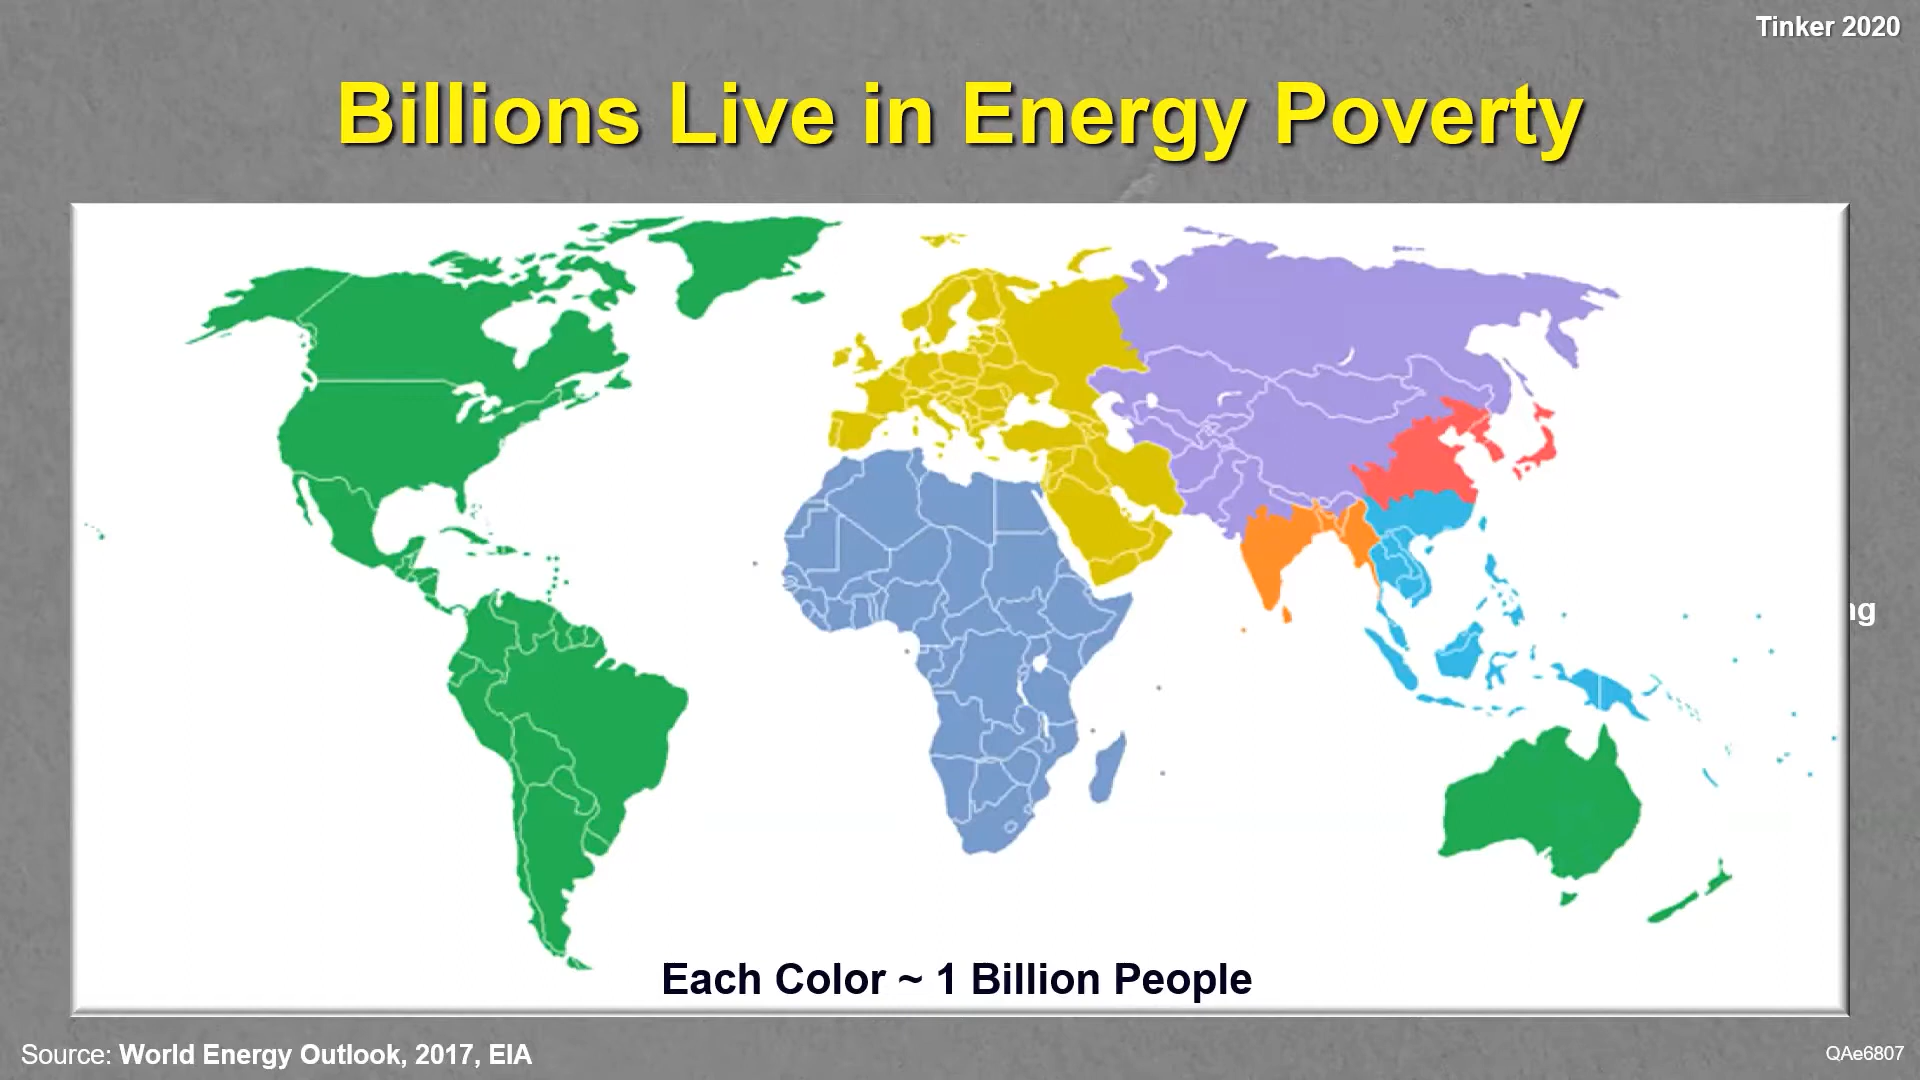 Tinker 2020
Billions Live in Energy Poverty
Each Color ~ 1 Billion People
Source: World Energy Outlook, 2017, EIA
QAe6807